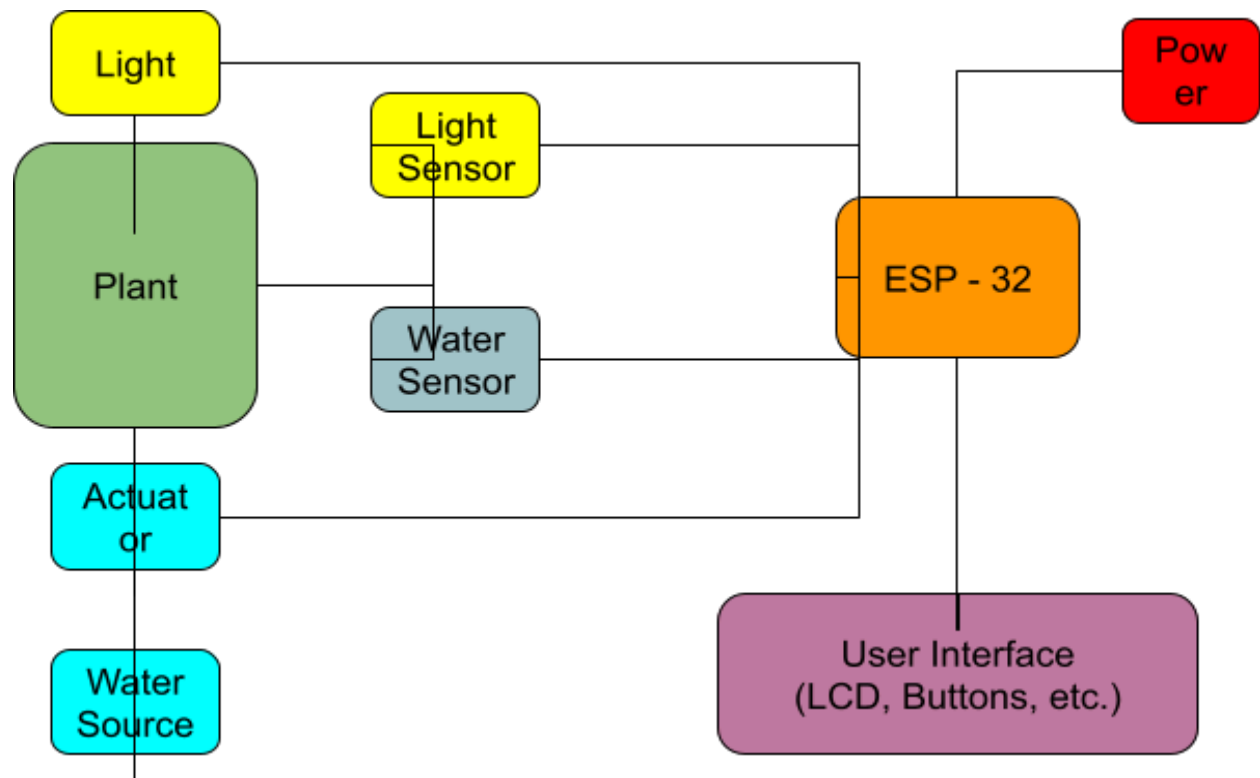 Light
Pow
er
Light
Sensor
Plant
ESP - 32
Water
Sensor
Actuat
or
User Interface
(LCD, Buttons, etc.)
Water
Source